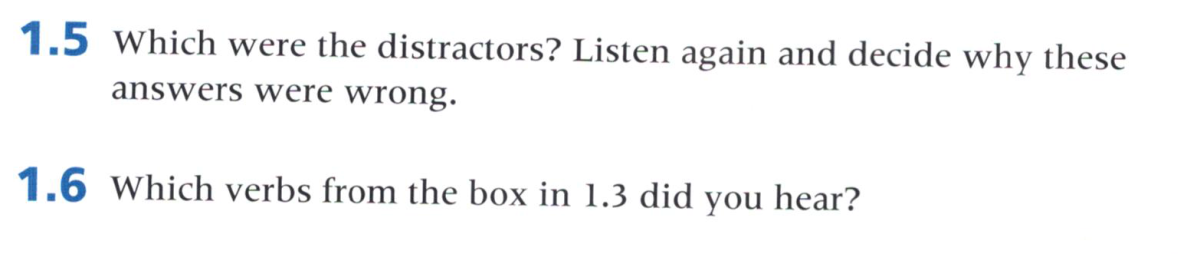 1.5 Which were the distractors? Listen again and decide why these
answers were wrong.
1.6 Which verbs from the box in 1.3 did you hear?